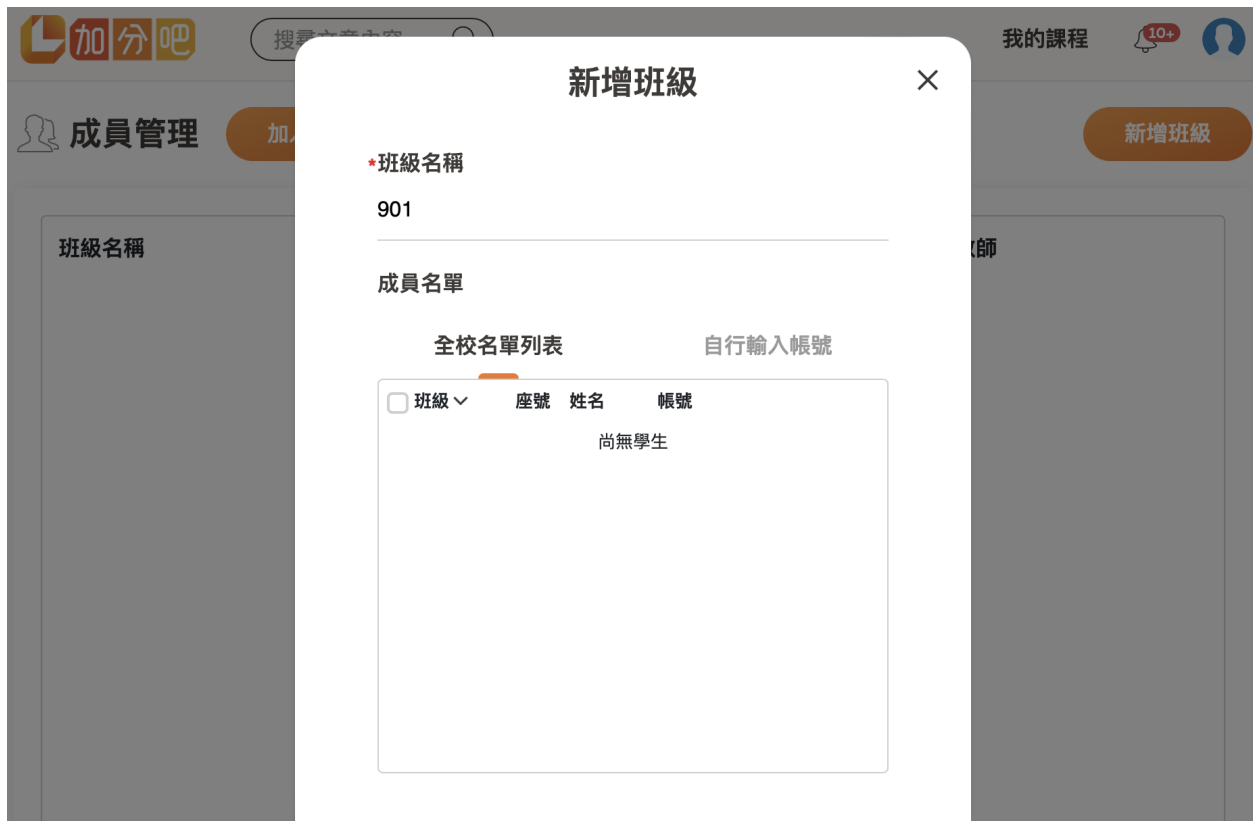 加分吧
我的課程
10+
新增班級
成員管理
新增班級
*班級名稱
901
班級名稱
成員名單
全校名單列表
自行輸入帳號
班級 座號 姓名 帳號
尚無學生